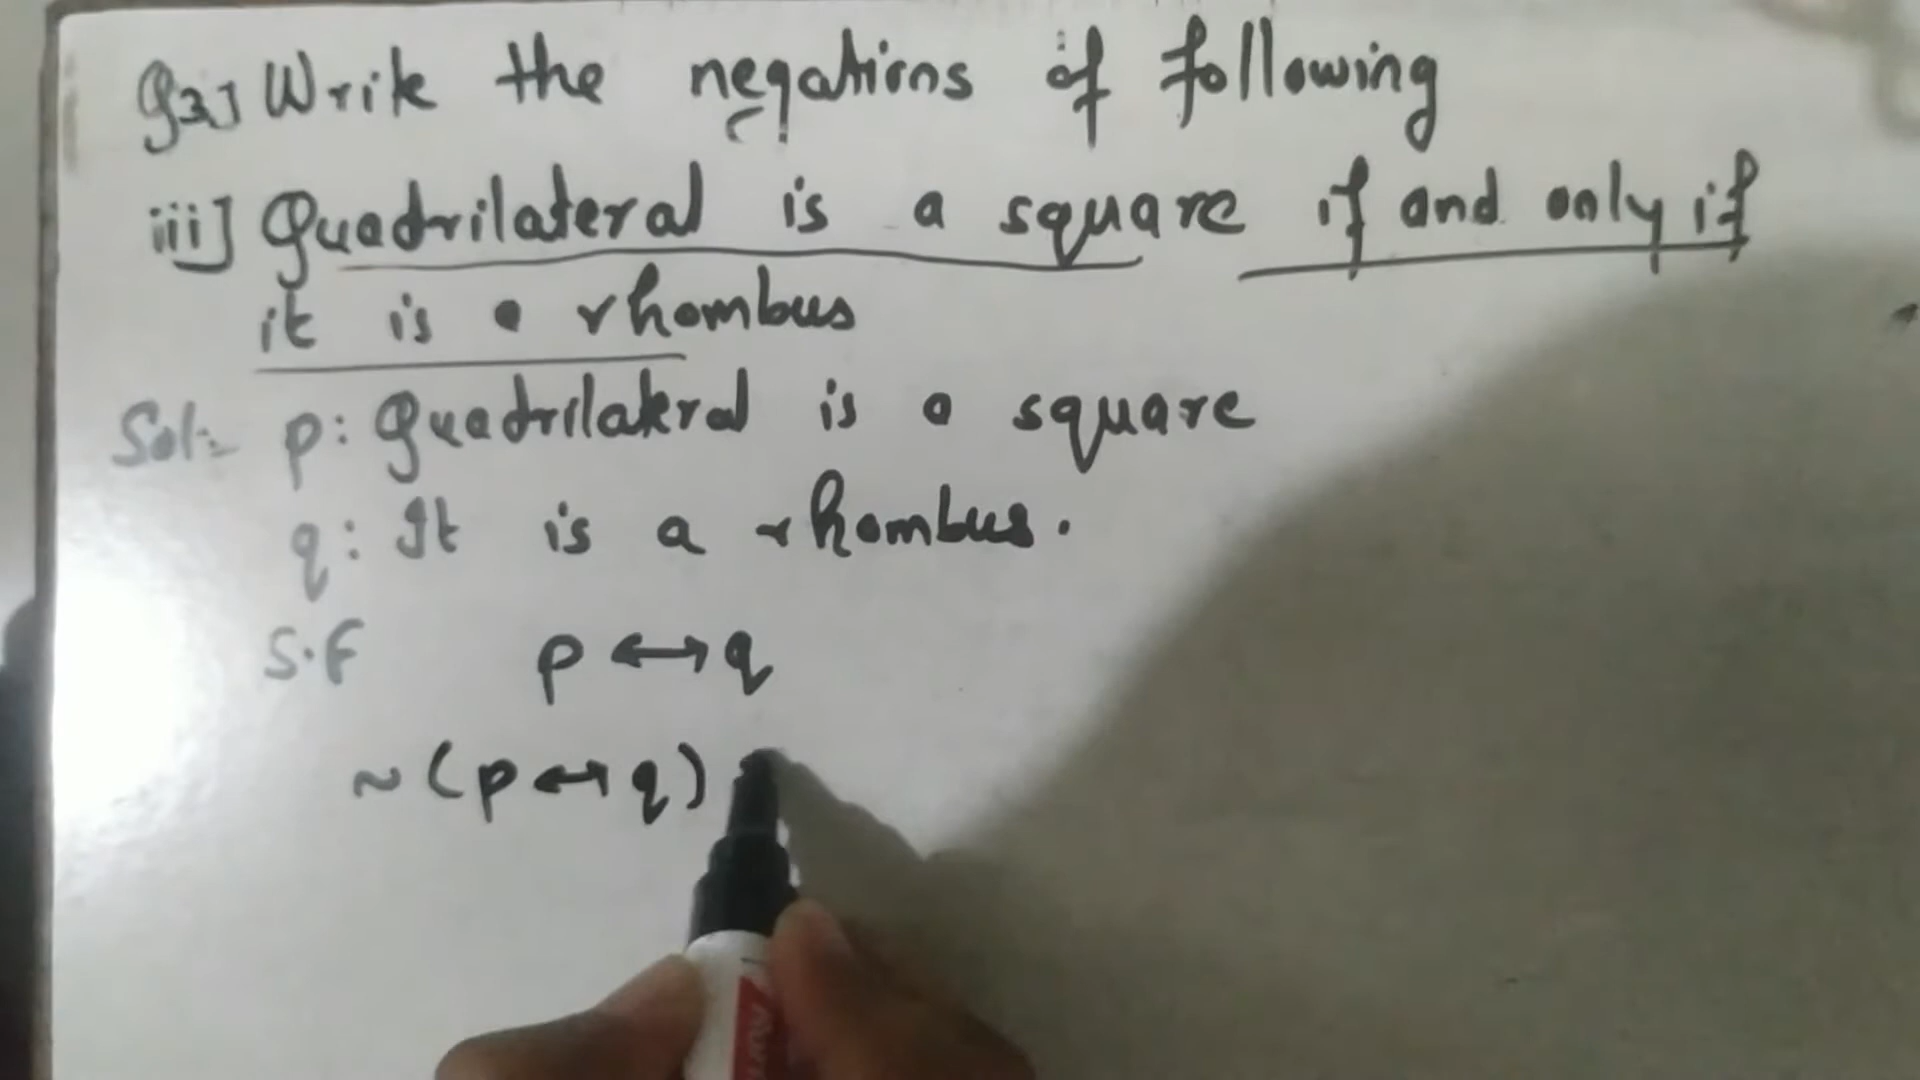 Q3] Write the negations of following
iii] Quadrilateral is a square if and only if
it is a rhombus
Sol:- p: Quadrilateral is a square
q: It is a rhombus.
S.F p ↔ q
~(p ↔ q)